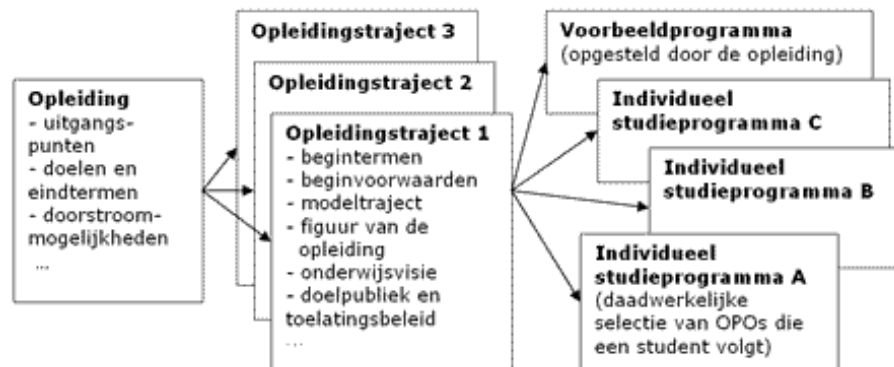 Opleiding
- uitgangs-
punten
- doelen en
eindtermen
- doorstroom-
mogelijkheden
...
Opleidingstraject 3
Opleidingstraject 2
Opleidingstraject 1
- begintermen
- beginvoorwaarden
- modeltraject
- figuur van de
opleiding
- onderwijsvisie
- doelpubliek en
toelatingsbeleid
...
Voorbeeldprogramma
(opgesteld door de opleiding)
Individueel
studieprogramma C
Individueel
studieprogramma B
Individueel
studieprogramma A
(daadwerkelijke
selectie van OPOs die
een student volgt)